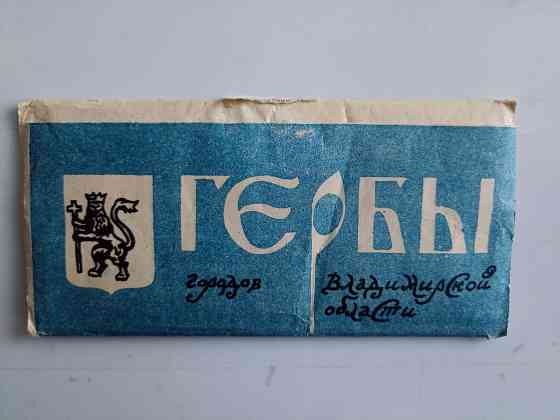 ГЕРБЫ
городов Владимирской
области